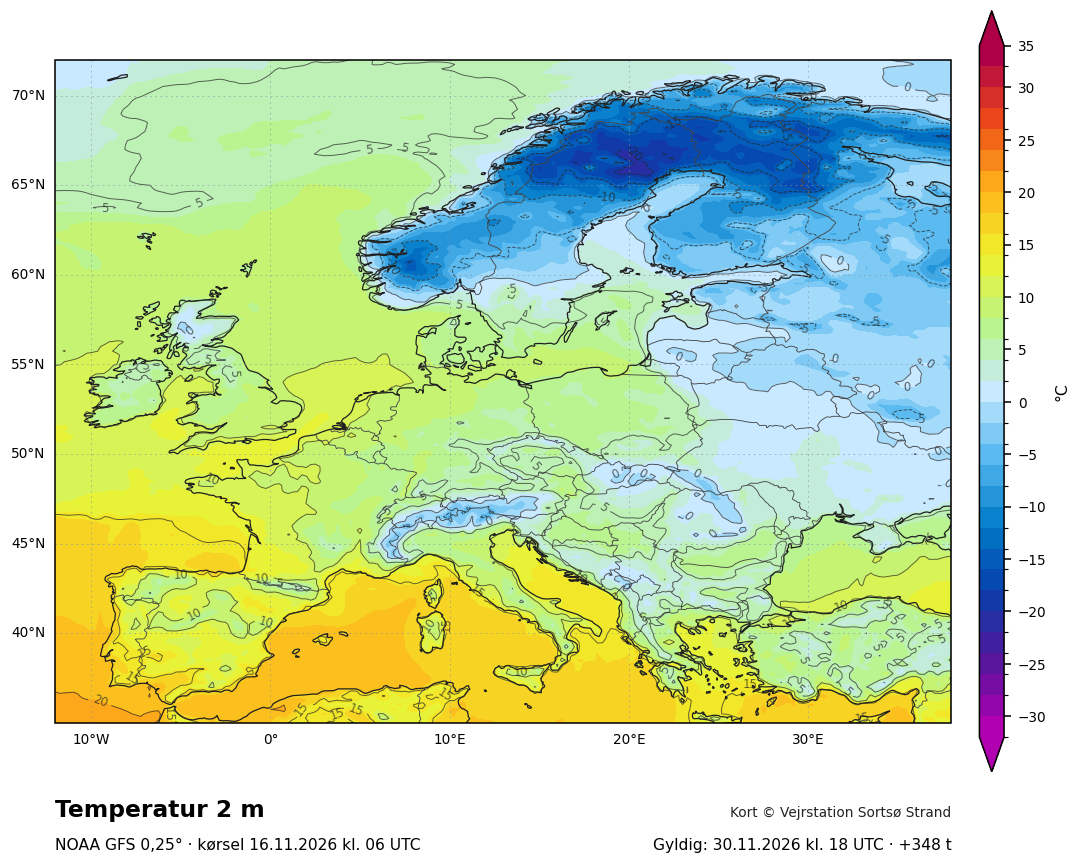 70°N
65°N
60°N
55°N
50°N
45°N
40°N
10°W
0°
10°E
20°E
30°E
35
30
25
20
15
10
5
0
−5
−10
−15
−20
−25
−30
°C
Temperatur 2 m
Kort © Vejrstation Sortsø Strand
NOAA GFS 0,25° · kørsel 16.11.2026 kl. 06 UTC
Gyldig: 30.11.2026 kl. 18 UTC · +348 t